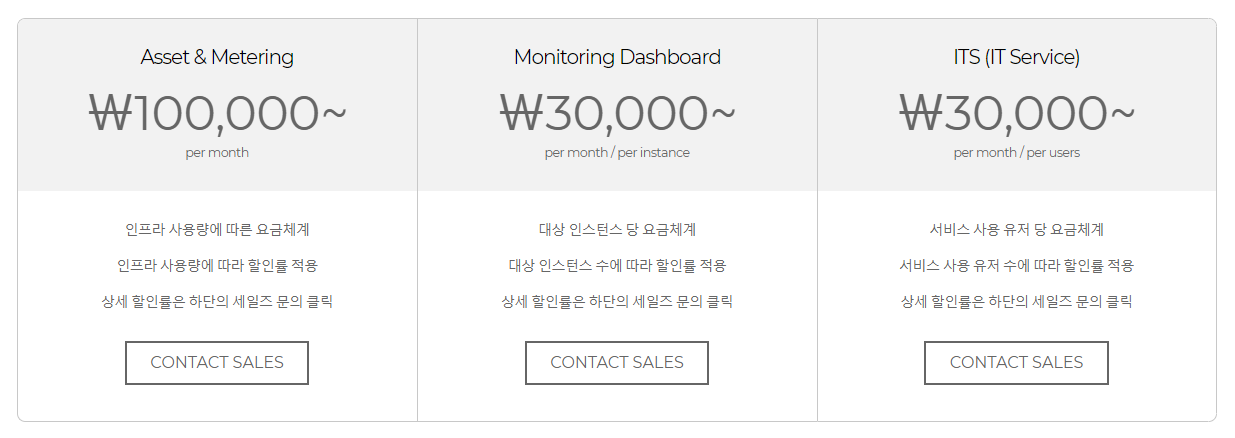 Asset & Metering
₩100,000~
per month
인프라 사용량에 따른 요금체계
인프라 사용량에 따라 할인률 적용
상세 할인률은 하단의 세일즈 문의 클릭
CONTACT SALES
Monitoring Dashboard
₩30,000~
per month / per instance
대상 인스턴스 당 요금체계
대상 인스턴스 수에 따라 할인률 적용
상세 할인률은 하단의 세일즈 문의 클릭
CONTACT SALES
ITS (IT Service)
₩30,000~
per month / per users
서비스 사용 유저 당 요금체계
서비스 사용 유저 수에 따라 할인률 적용
상세 할인률은 하단의 세일즈 문의 클릭
CONTACT SALES